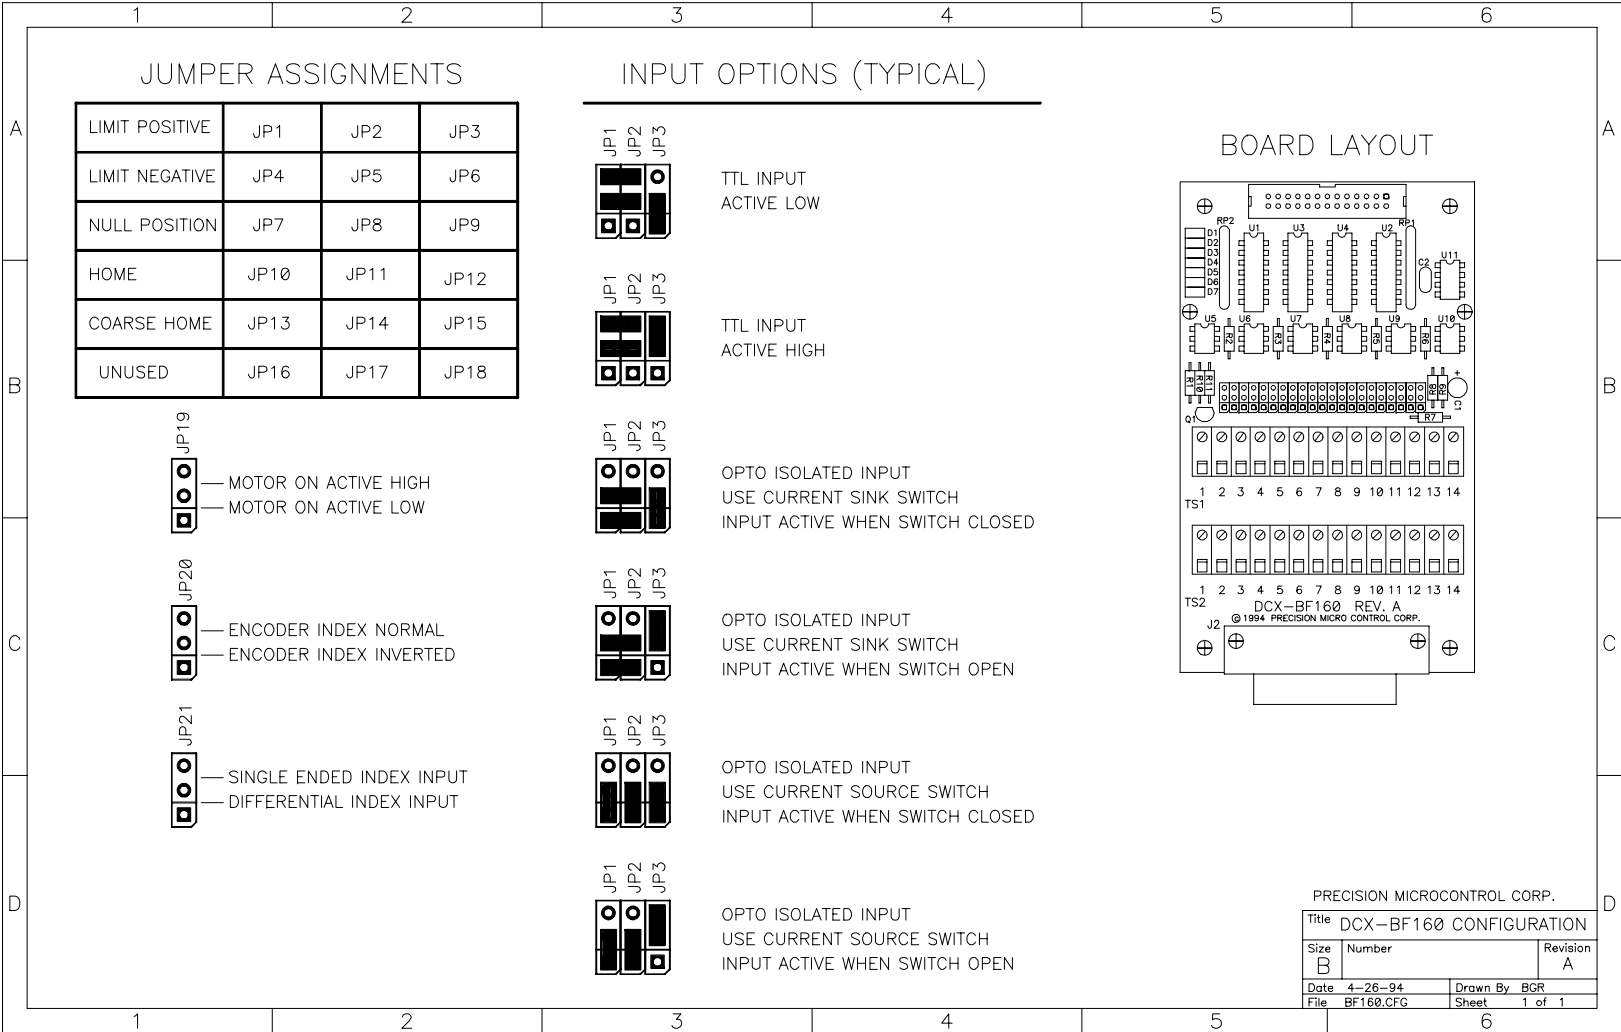 1 2 3 4 5 6
A
B
C
D
JUMPER ASSIGNMENTS
LIMIT POSITIVE JP1 JP2 JP3
LIMIT NEGATIVE JP4 JP5 JP6
NULL POSITION JP7 JP8 JP9
HOME JP10 JP11 JP12
COARSE HOME JP13 JP14 JP15
UNUSED JP16 JP17 JP18
JP19
MOTOR ON ACTIVE HIGH
MOTOR ON ACTIVE LOW
JP20
ENCODER INDEX NORMAL
ENCODER INDEX INVERTED
JP21
SINGLE ENDED INDEX INPUT
DIFFERENTIAL INDEX INPUT
INPUT OPTIONS (TYPICAL)
JP1 JP2 JP3
TTL INPUT
ACTIVE LOW
JP1 JP2 JP3
TTL INPUT
ACTIVE HIGH
JP1 JP2 JP3
OPTO ISOLATED INPUT
USE CURRENT SINK SWITCH
INPUT ACTIVE WHEN SWITCH CLOSED
JP1 JP2 JP3
OPTO ISOLATED INPUT
USE CURRENT SINK SWITCH
INPUT ACTIVE WHEN SWITCH OPEN
JP1 JP2 JP3
OPTO ISOLATED INPUT
USE CURRENT SOURCE SWITCH
INPUT ACTIVE WHEN SWITCH CLOSED
JP1 JP2 JP3
OPTO ISOLATED INPUT
USE CURRENT SOURCE SWITCH
INPUT ACTIVE WHEN SWITCH OPEN
BOARD LAYOUT
RP2 U1 U3 U4 U2 RP1
D1
D2
D3
D4
D5
D6
D7
C2 U11
U5 U6 U7 U8 U9 U10
R2 R3 R4 R5 R6
R1 R10 R11 R8 R9 + C1
Q1 R7
1 2 3 4 5 6 7 8 9 10 11 12 13 14
TS1
1 2 3 4 5 6 7 8 9 10 11 12 13 14
TS2
DCX-BF160 REV. A
© 1994 PRECISION MICRO CONTROL CORP.
J2
PRECISION MICROCONTROL CORP.
Title DCX-BF160 CONFIGURATION
Size Number Revision
B A
Date 4-26-94 Drawn By BGR
File BF160.CFG Sheet 1 of 1
A
B
C
D
1 2 3 4 5 6